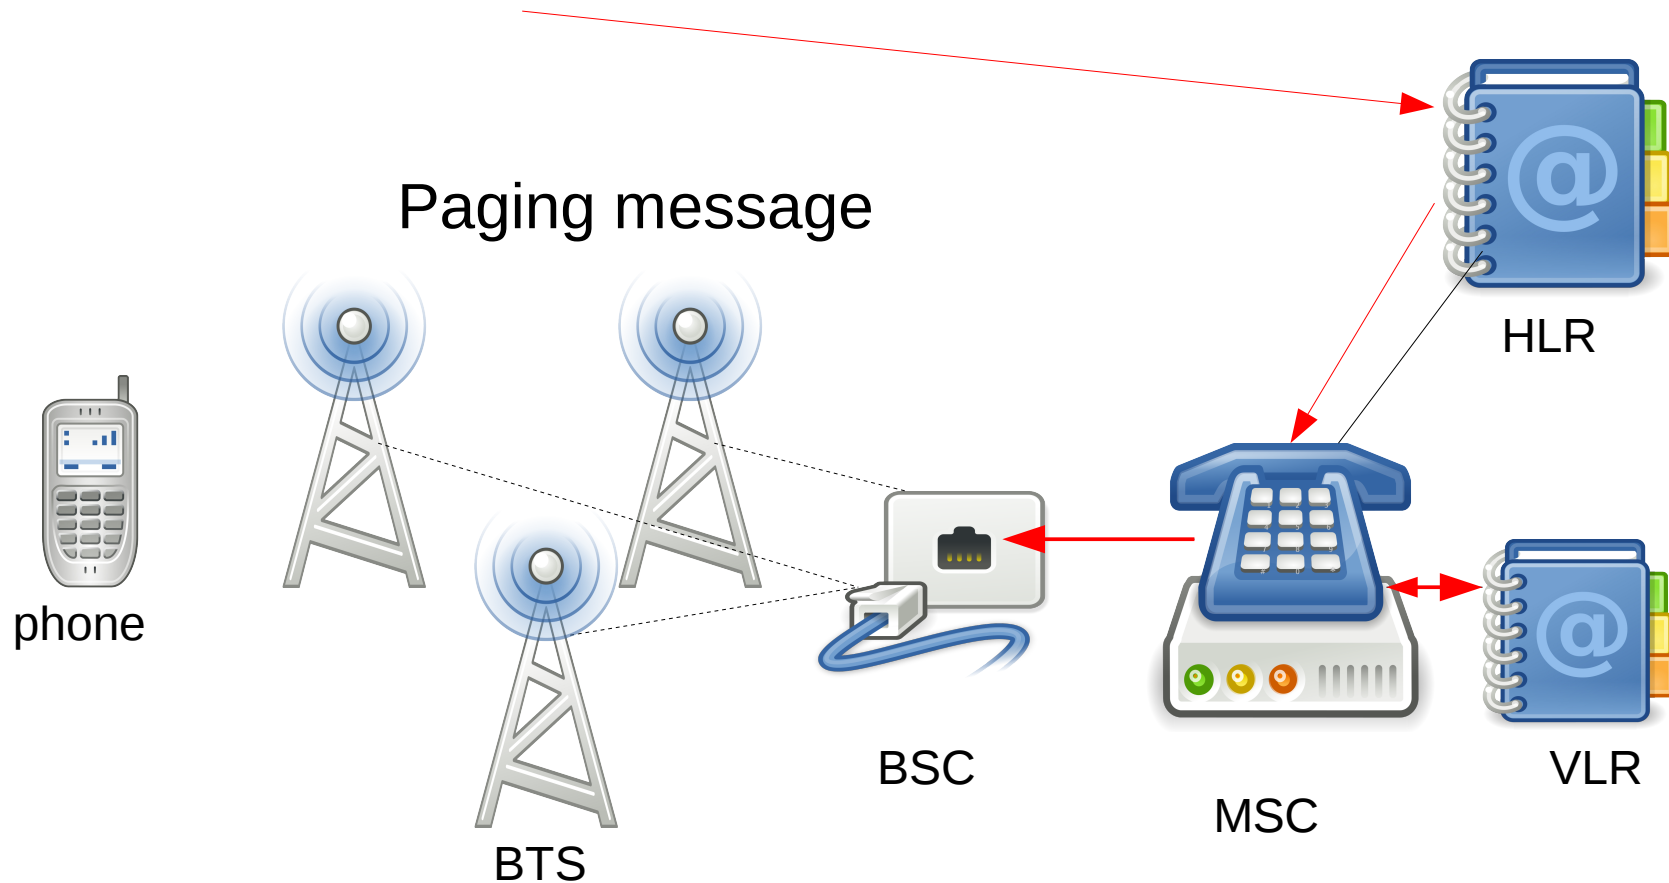 Paging message
HLR
phone
BSC
VLR
MSC
BTS